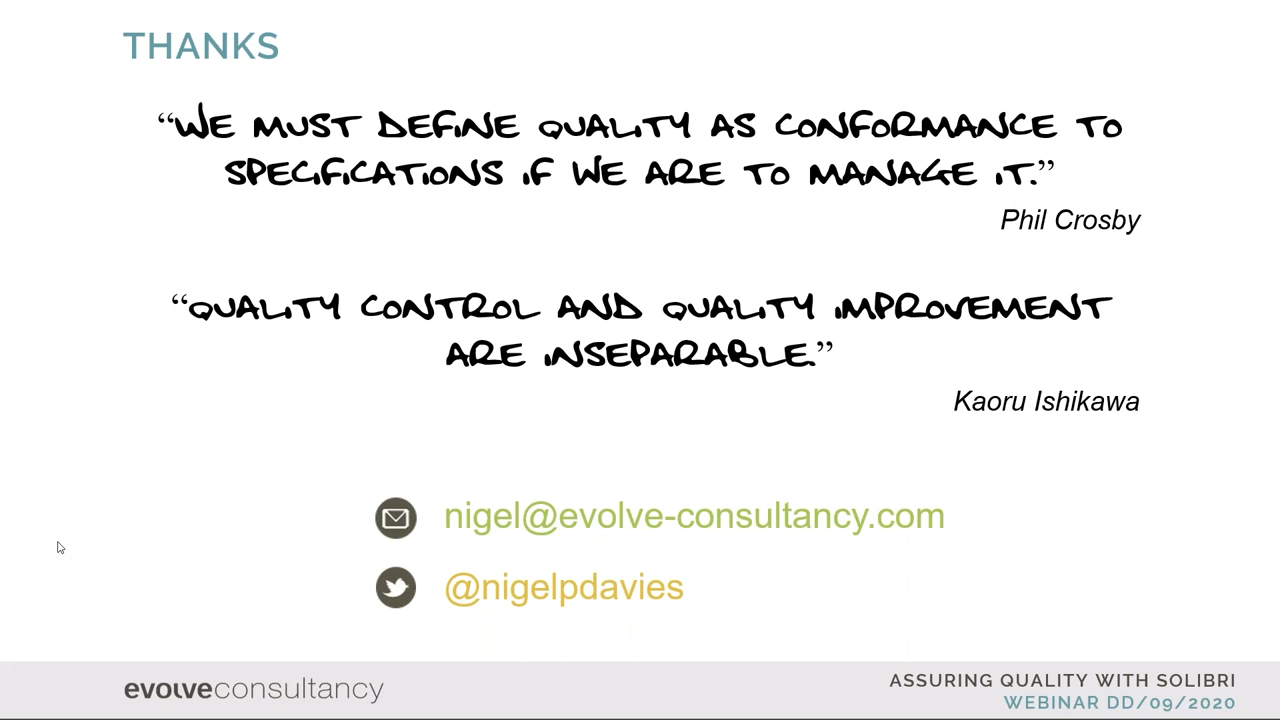 THANKS
“WE MUST DEFINE QUALITY AS CONFORMANCE TO
SPECIFICATIONS IF WE ARE TO MANAGE IT.”
Phil Crosby
“QUALITY CONTROL AND QUALITY IMPROVEMENT
ARE INSEPARABLE.”
Kaoru Ishikawa
nigel@evolve-consultancy.com
@nigelpdavies
evolveconsultancy
ASSURING QUALITY WITH SOLIBRI
WEBINAR DD/09/2020